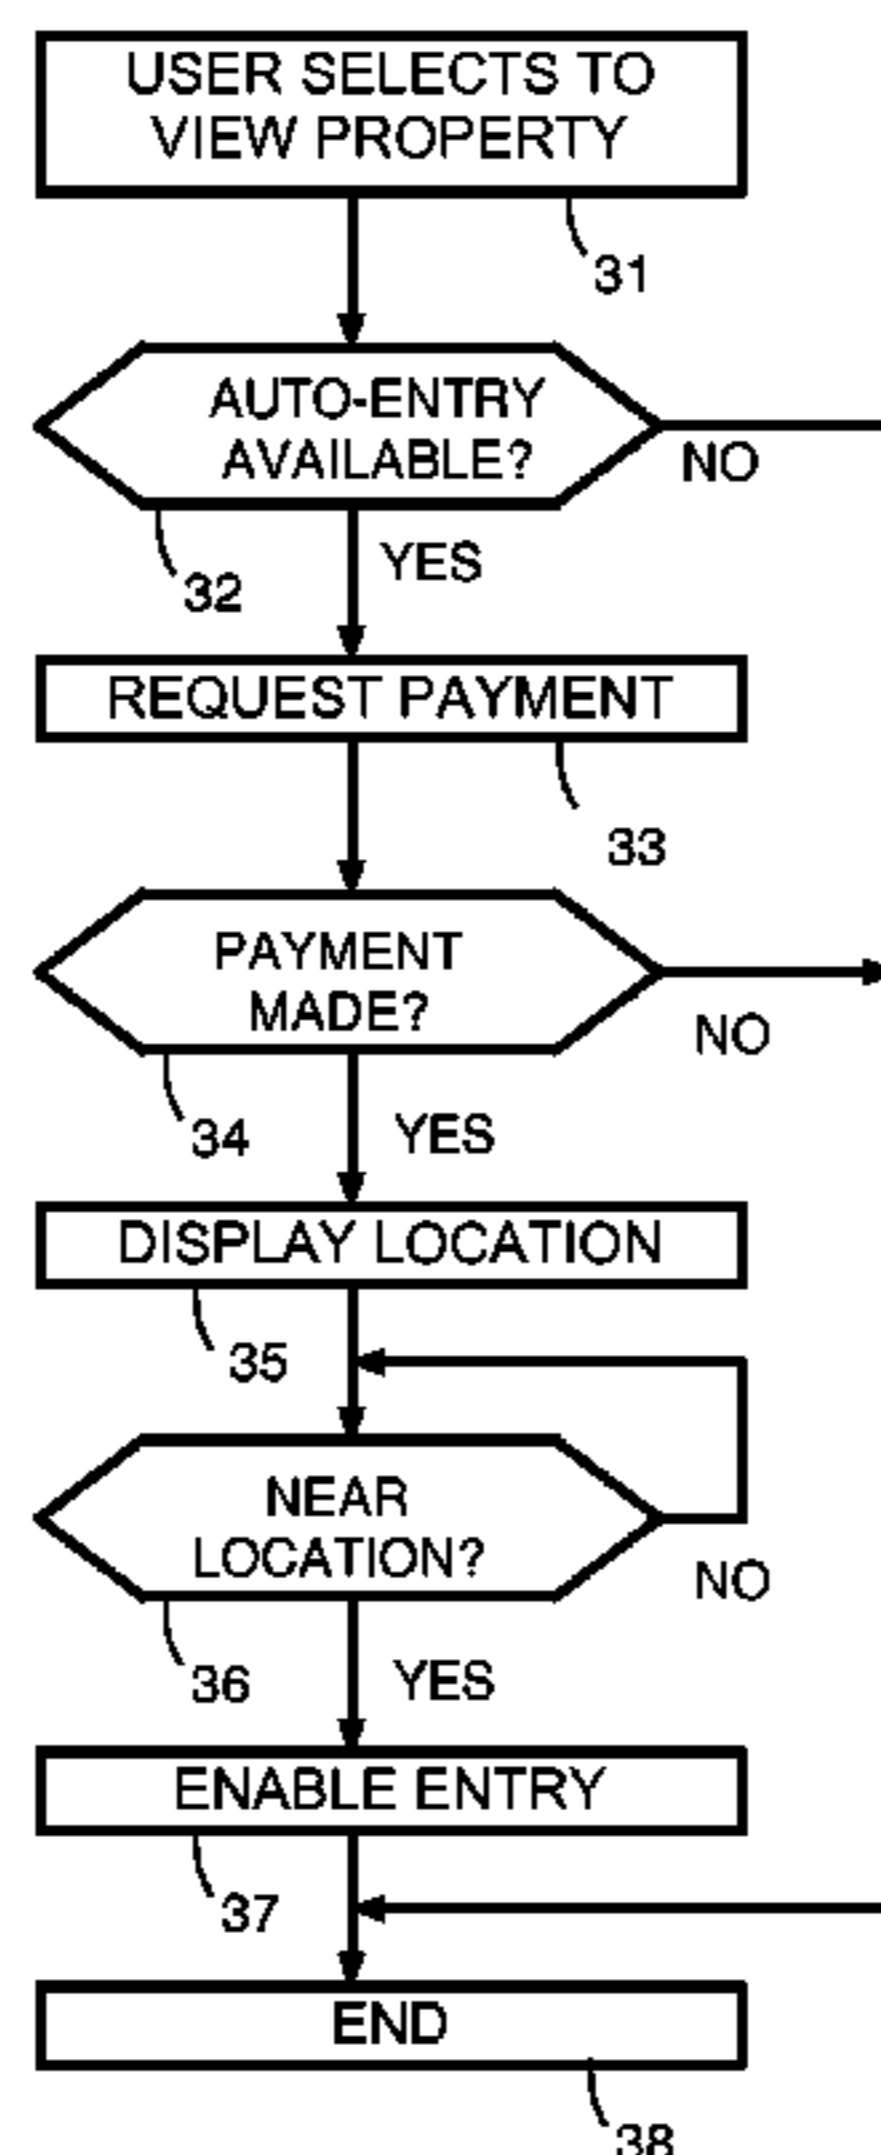 USER SELECTS TO
VIEW PROPERTY
31
AUTO-ENTRY
AVAILABLE?
NO
32
YES
REQUEST PAYMENT
33
PAYMENT
MADE?
NO
34
YES
DISPLAY LOCATION
35
NEAR
LOCATION?
NO
36
YES
ENABLE ENTRY
37
END
38